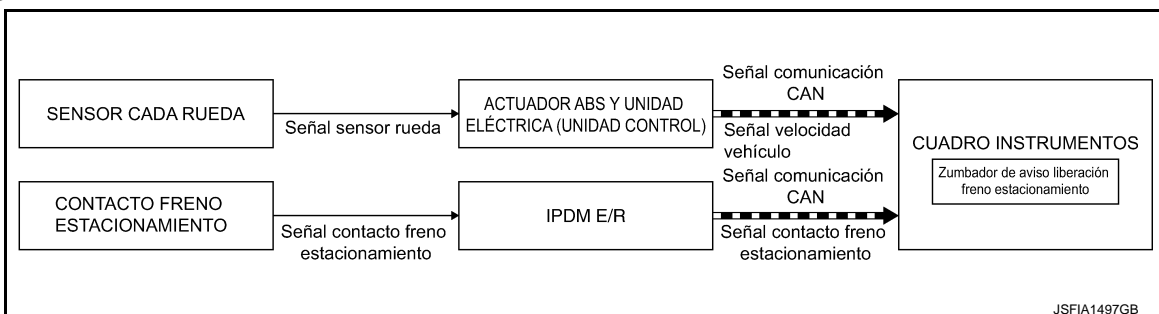 SENSOR CADA RUEDA
Señal sensor rueda
ACTUADOR ABS Y UNIDAD
ELÉCTRICA (UNIDAD CONTROL)
Señal comunicación
CAN
Señal velocidad
vehículo
CONTACTO FRENO
ESTACIONAMIENTO
Señal contacto freno
estacionamiento
IPDM E/R
Señal comunicación
CAN
Señal contacto freno
estacionamiento
CUADRO INSTRUMENTOS
Zumbador de aviso liberación
freno estacionamiento
JSFIA1497GB